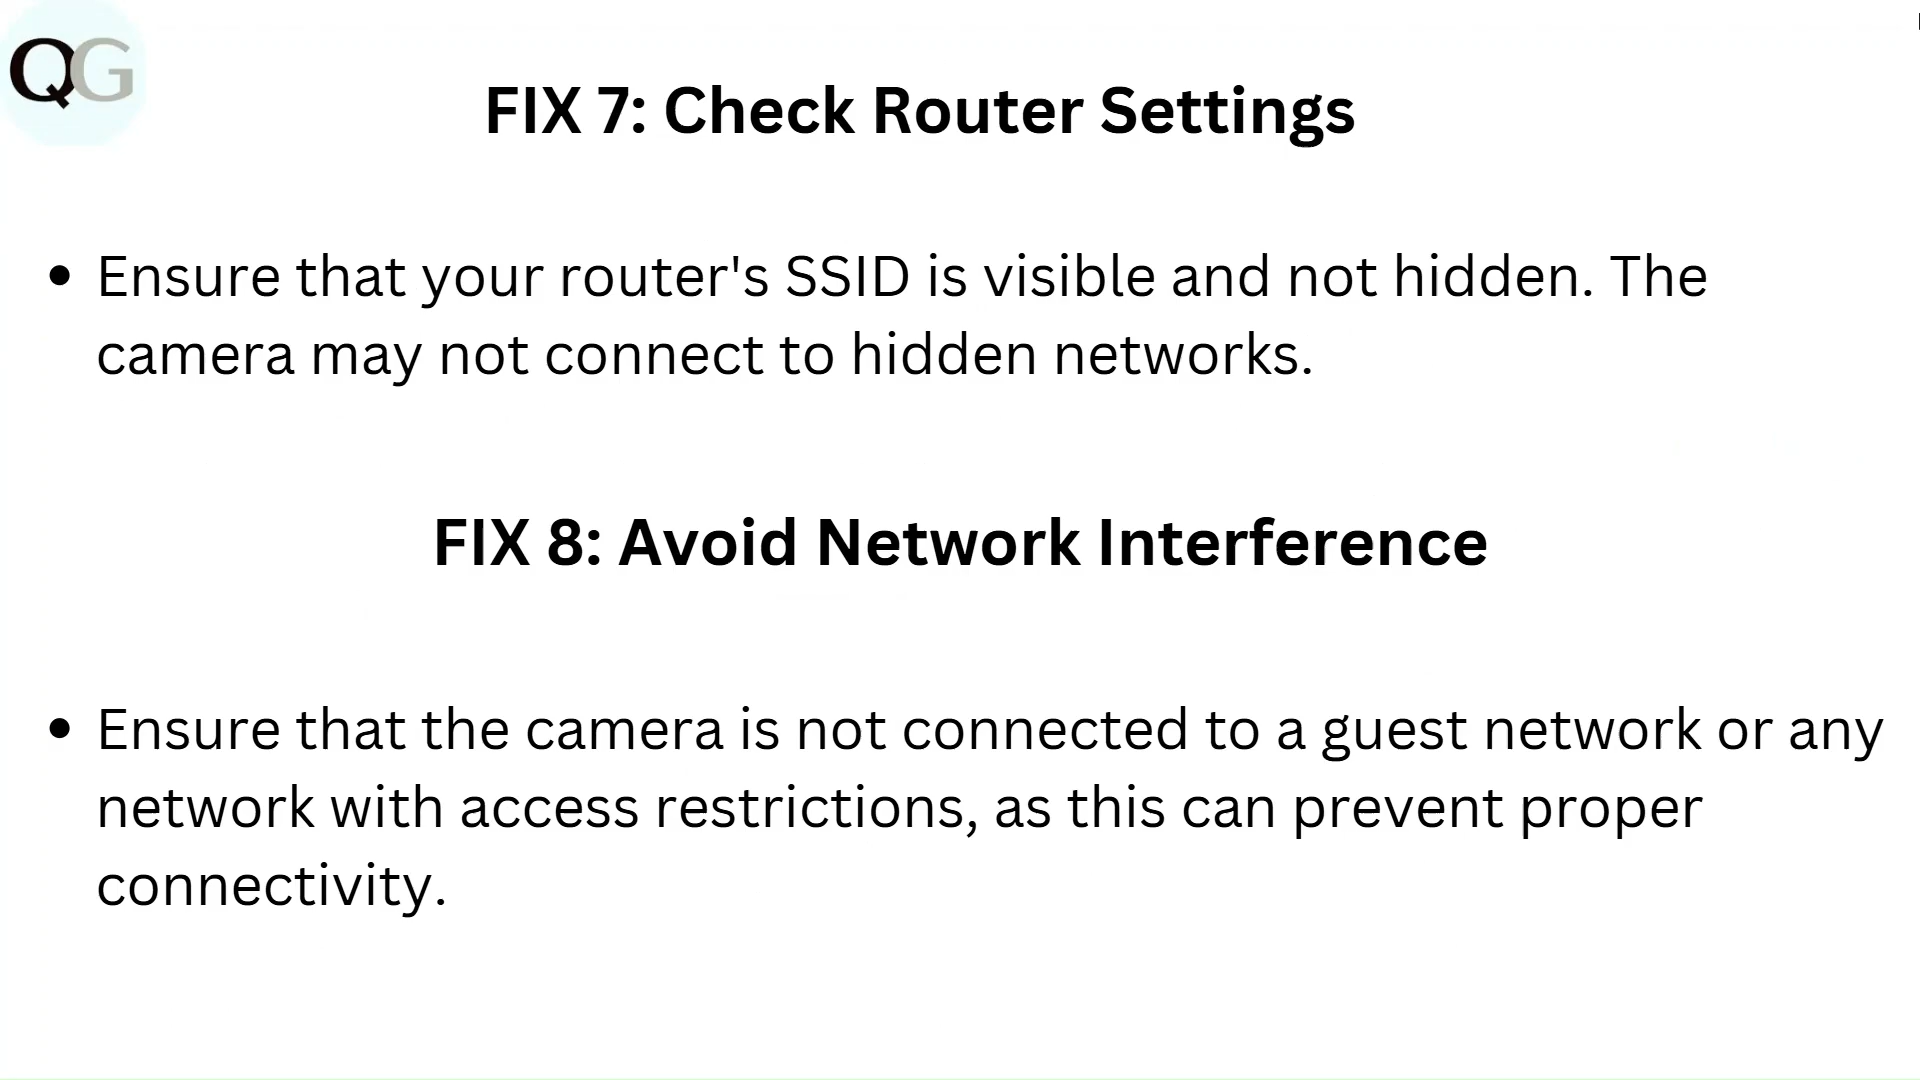 QG
FIX 7: Check Router Settings
• Ensure that your router's SSID is visible and not hidden. The
camera may not connect to hidden networks.
FIX 8: Avoid Network Interference
• Ensure that the camera is not connected to a guest network or any
network with access restrictions, as this can prevent proper
connectivity.